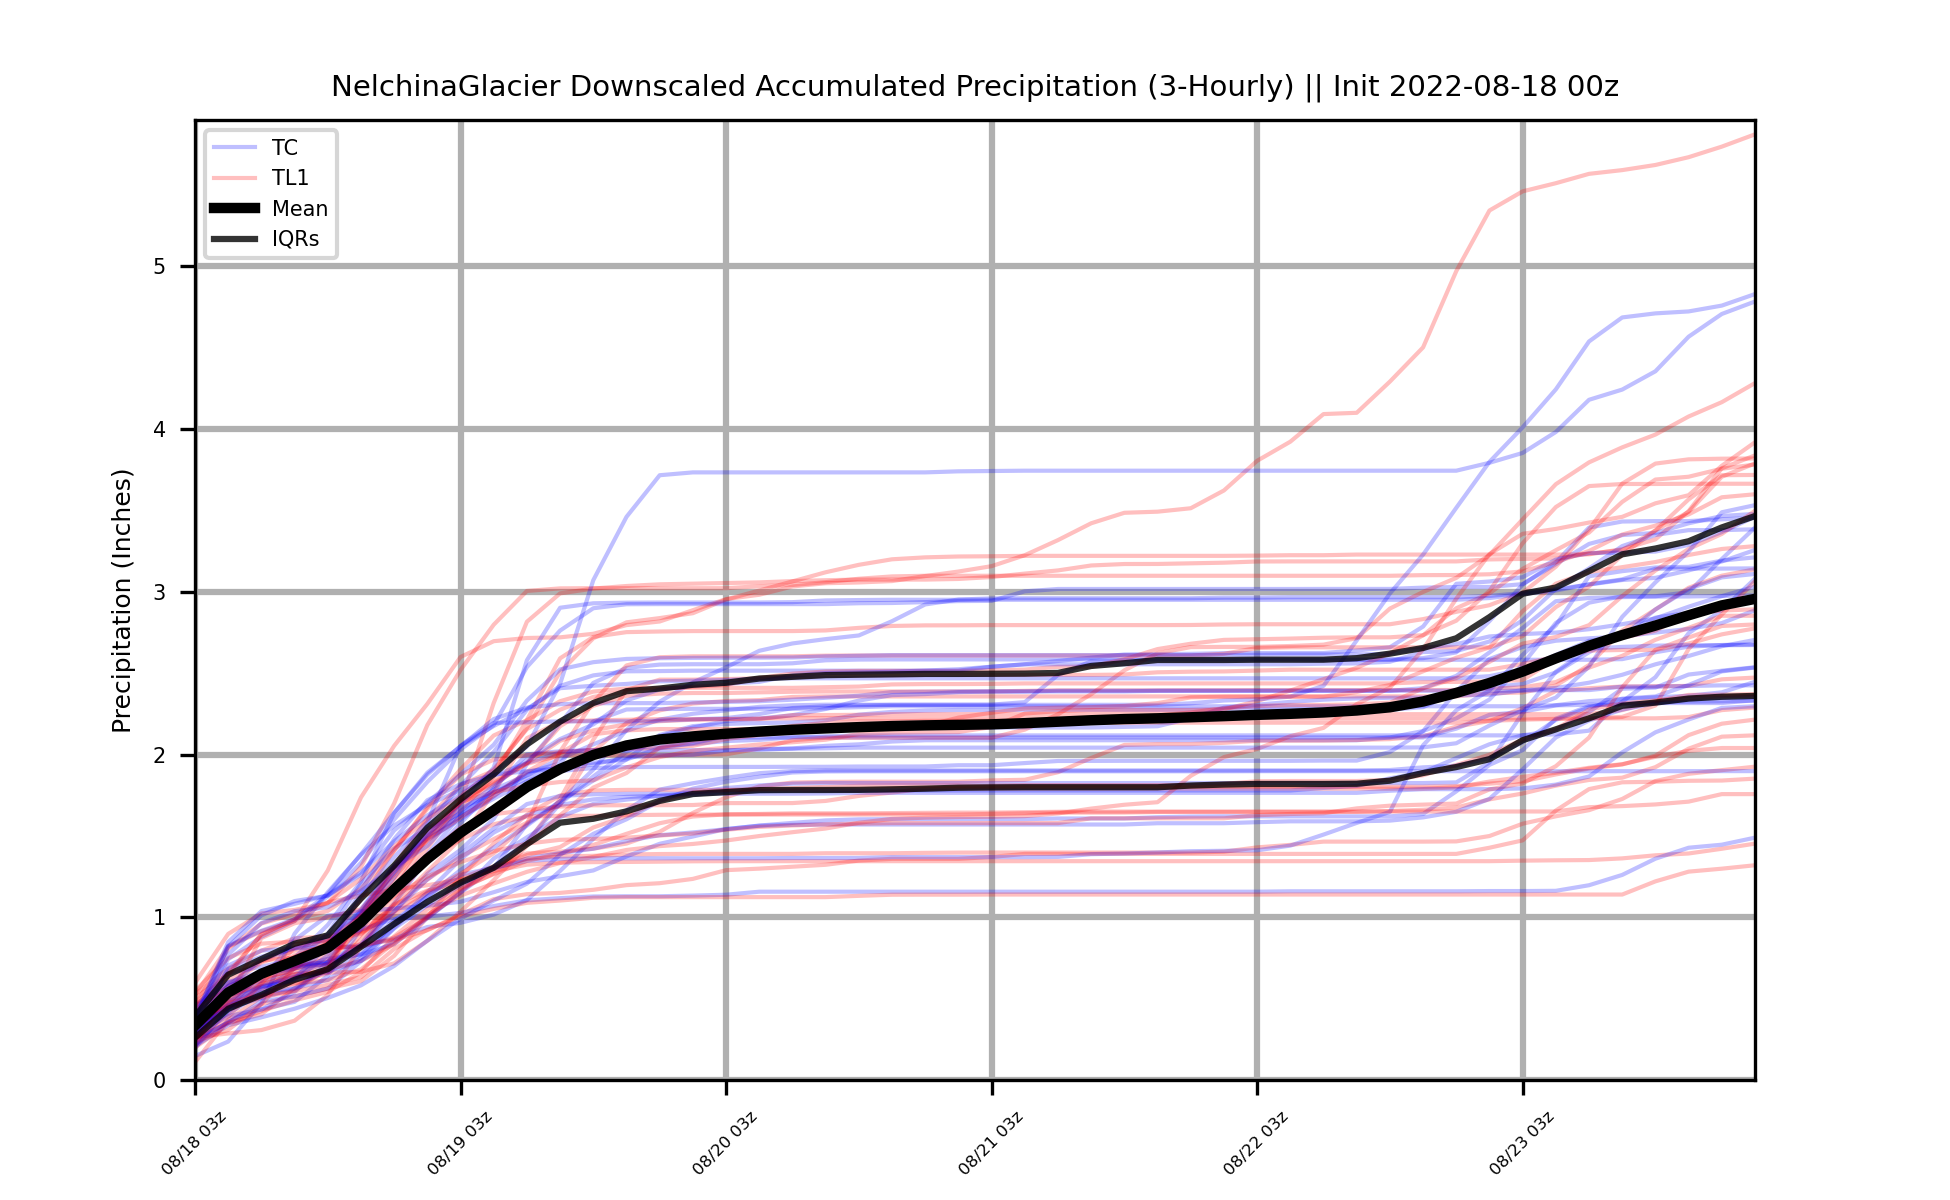 NelchinaGlacier Downscaled Accumulated Precipitation (3-Hourly) || Init 2022-08-18 00z
TC
TL1
Mean
IQRs
Precipitation (Inches)
5
4
3
2
1
0
08/18 03z
08/19 03z
08/20 03z
08/21 03z
08/22 03z
08/23 03z